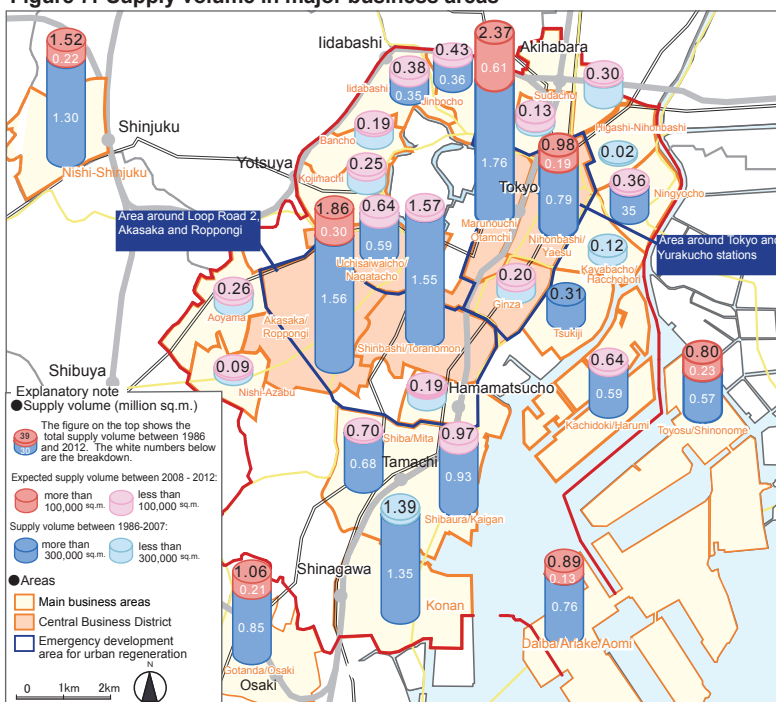 Figure 7: Supply volume in major business areas
1.52
0.22
1.30
Nishi-Shinjuku
Shinjuku
Iidabashi
0.43
0.36
Jinbocho
0.38
0.35
Iidabashi
2.37
0.61
1.76
Marunouchi/
Otamchi
Akihabara
0.30
Higashi-Nihonbashi
Sudacho
0.13
0.19
Bancho
0.25
Kojimachi
Yotsuya
Tokyo
0.98
0.19
0.79
Nihonbashi/
Yaesu
0.02
0.36
35
Ningyocho
Area around Loop Road 2,
Akasaka and Roppongi
1.86
0.30
1.56
Akasaka/
Roppongi
0.64
0.59
Uchisaiwaicho/
Nagatacho
1.57
1.55
Shinbashi/Toranomon
Area around Tokyo and
Yurakucho stations
0.12
Kayabacho/
Hacchobori
0.20
Ginza
0.31
Tsukiji
0.26
Aoyama
0.09
Nishi-Azabu
Shibuya
0.19
Shiba/Mita
Hamamatsucho
0.64
0.59
Kachidoki/Harumi
0.80
0.23
0.57
Toyosu/Shinonome
0.70
0.68
Tamachi
0.97
0.93
Shibaura/Kaigan
1.39
1.35
Konan
Shinagawa
1.06
0.21
0.85
Gotanda/Osaki
Osaki
0.89
0.13
0.76
Daiba/Ariake/Aomi
Explanatory note
●Supply volume (million sq.m.)
39
30
The figure on the top shows the
total supply volume between 1986
and 2012. The white numbers below
are the breakdown.
Expected supply volume between 2008 - 2012:
more than
100,000 sq.m.
less than
100,000 sq.m.
Supply volume between 1986-2007:
more than
300,000 sq.m.
less than
300,000 sq.m.
●Areas
Main business areas
Central Business District
Emergency development
area for urban regeneration
0 1km 2km
N